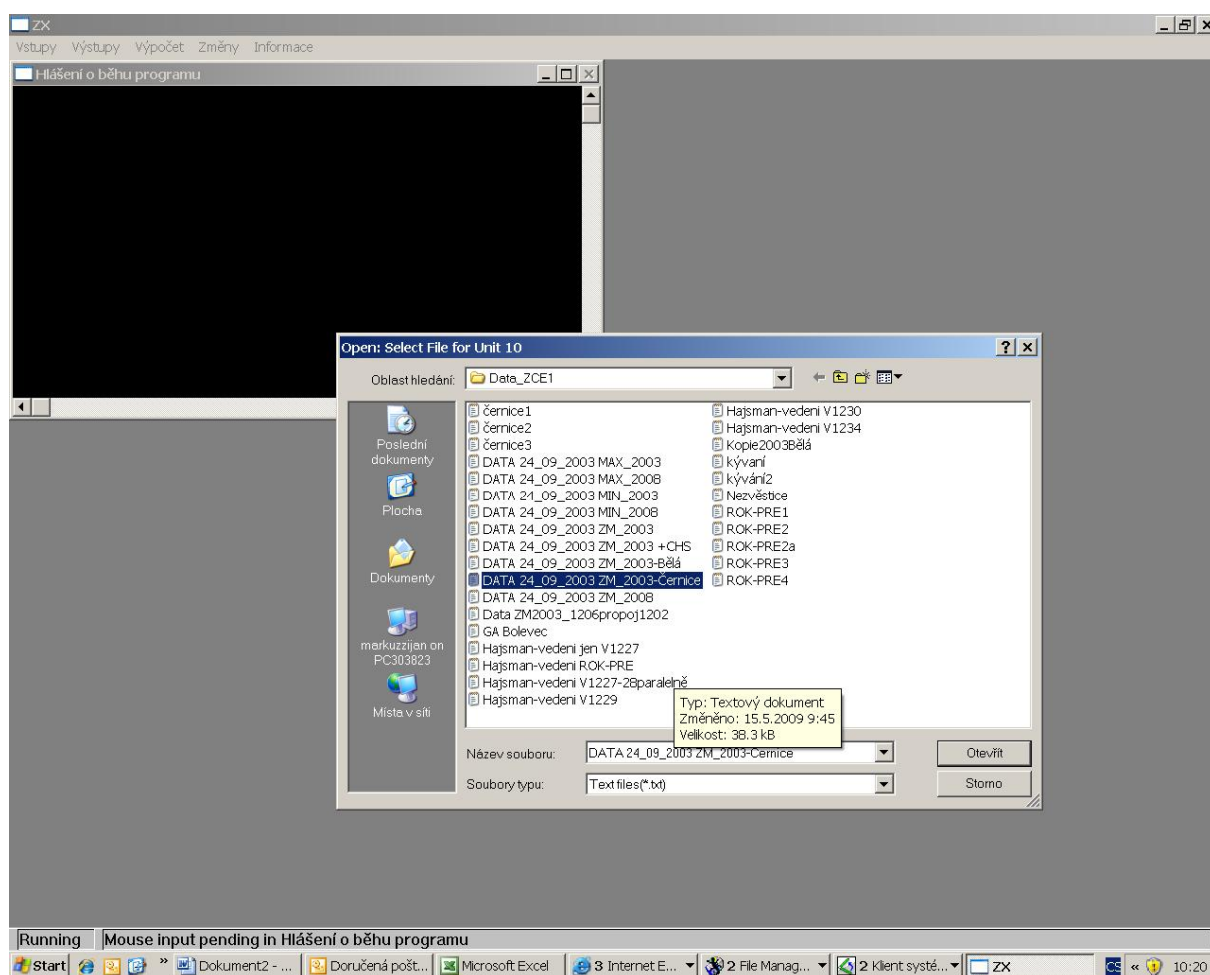 ZX
Vstupy Výstupy Výpočet Změny Informace
Hlášení o běhu programu
Open: Select File for Unit 10
Oblast hledání:
Data_ZCE1
Poslední
dokumenty
Plocha
Dokumenty
markuzzijan on
PC303823
Místa v síti
černice1
černice2
černice3
DATA 24_09_2003 MAX_2003
DATA 24_09_2003 MAX_2008
DATA 24_09_2003 MIN_2003
DATA 24_09_2003 MIN_2008
DATA 24_09_2003 ZM_2003
DATA 24_09_2003 ZM_2003 +CHS
DATA 24_09_2003 ZM_2003-Bělá
DATA 24_09_2003 ZM_2003-Černice
DATA 24_09_2003 ZM_2008
Data ZM2003_1206propoj1202
GA Bolevec
Hajsman-vedeni jen V1227
Hajsman-vedeni ROK-PRE
Hajsman-vedeni V1227-28paralelně
Hajsman-vedeni V1229
Hajsman-vedeni V1230
Hajsman-vedeni V1234
Kopie2003Bělá
kývaní
kývání2
Nezvěstice
ROK-PRE1
ROK-PRE2
ROK-PRE2a
ROK-PRE3
ROK-PRE4
Typ: Textový dokument
Změněno: 15.5.2009 9:45
Velikost: 38.3 kB
Název souboru:
DATA 24_09_2003 ZM_2003-Černice
Otevřít
Soubory typu:
Text files(*.txt)
Storno
Running Mouse input pending in Hlášení o běhu programu
Start » Dokument2 - ... Doručená pošt... Microsoft Excel 3 Internet E... 2 File Manag... 2 Klient systé... ZX CS « 10:20